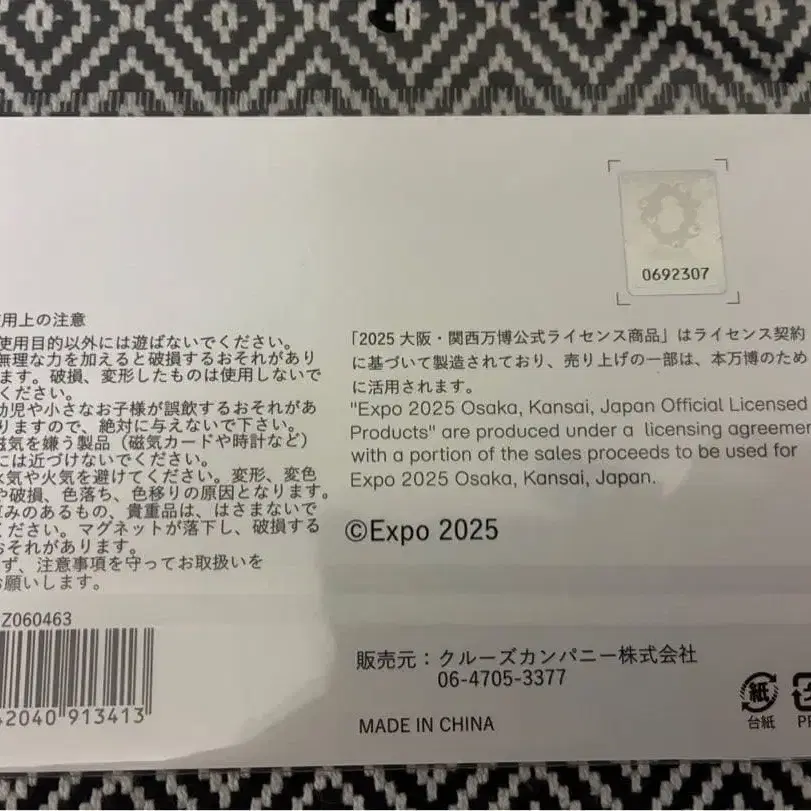 0692307
用上の注意
使用目的以外には遊ばないでください。
無理な力を加えると破損するおそれがあり
ます。破損、変形したものは使用しないで
ください。
幼児や小さなお子様が誤飲するおそれがあ
りますので、絶対に与えないで下さい。
磁気を嫌う製品（磁気カードや時計など）
には近づけないでください。
水気や火気を避けてください。変形、変色
や破損、色落ち、色移りの原因となります。
厚みのあるもの、貴重品は、はさまないで
ください。マグネットが落下し、破損する
おそれがあります。
ず、注意事項を守ってお取扱いを
お願いします。
Z060463
42040 913413
「2025 大阪・関西万博公式ライセンス商品」はライセンス契約
に基づいて製造されており、売り上げの一部は、本万博のため
に活用されます。
"Expo 2025 Osaka, Kansai, Japan Official Licensed
Products" are produced under a licensing agreemen
with a portion of the sales proceeds to be used for
Expo 2025 Osaka, Kansai, Japan.
©Expo 2025
販売元：クルーズカンパニー株式会社
06-4705-3377
MADE IN CHINA
紙
台紙